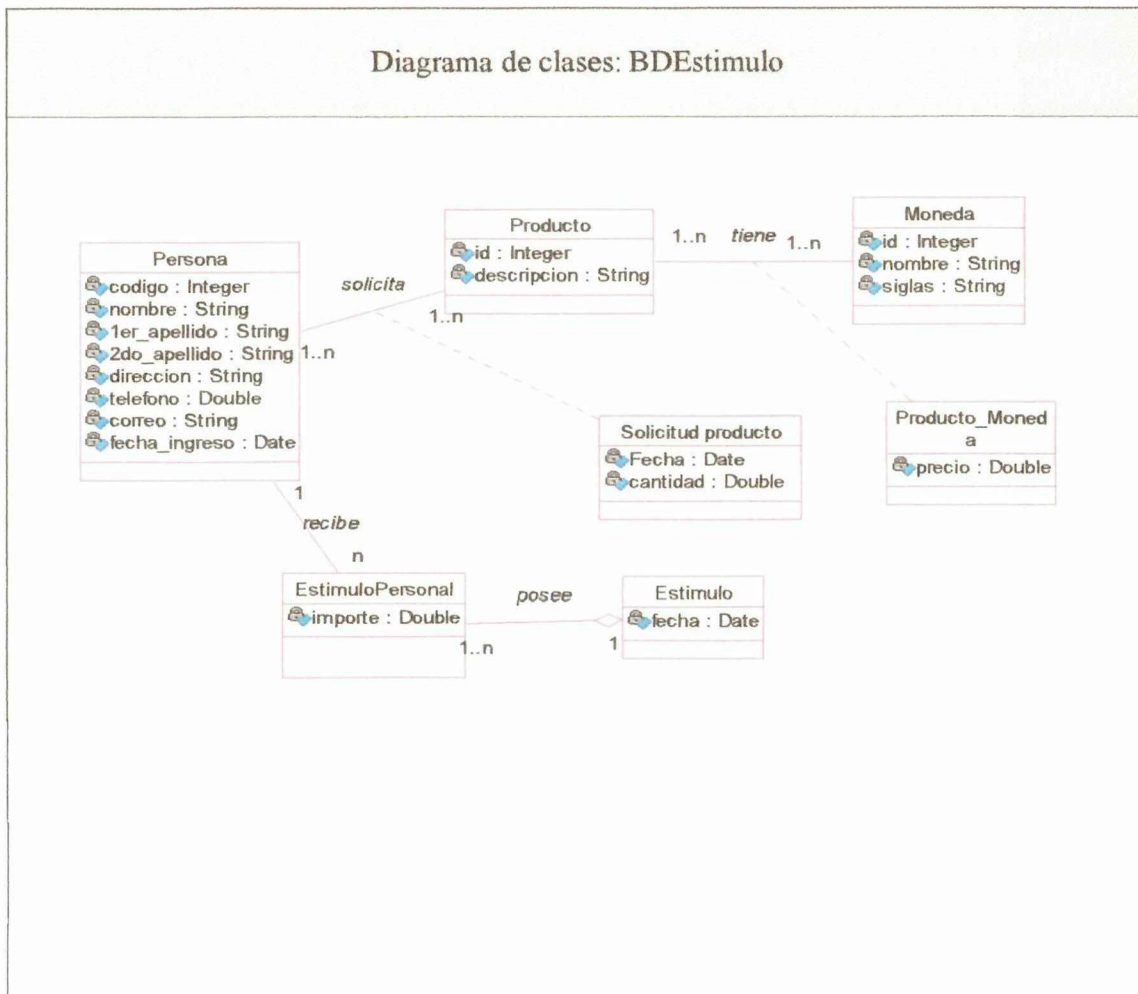 Diagrama de clases: BDEstimulo
Persona
codigo : Integer
nombre : String
1er_apellido : String
2do_apellido : String
direccion : String
telefono : Double
correo : String
fecha_ingreso : Date
solicita
1..n
1..n
Producto
id : Integer
descripcion : String
1..n
tiene
1..n
Moneda
id : Integer
nombre : String
siglas : String
Solicitud producto
Fecha : Date
cantidad : Double
Producto_Moned
a
precio : Double
1
recibe
n
EstimuloPersonal
importe : Double
posee
1..n
1
Estimulo
fecha : Date